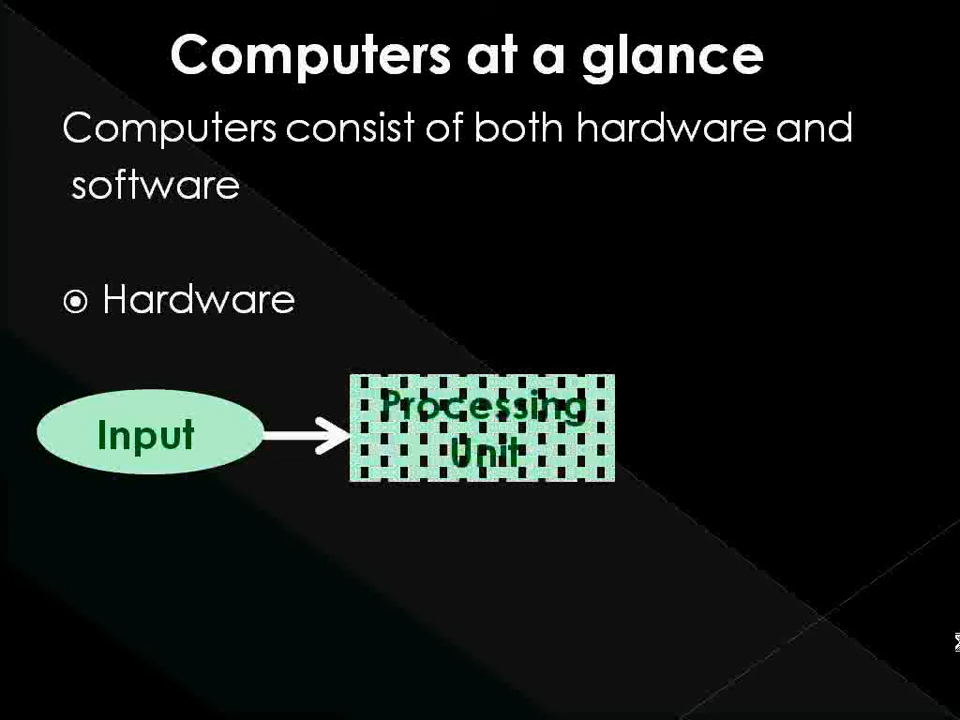 Computers at a glance
Computers consist of both hardware and
software
Hardware
Input
Processing
Unit